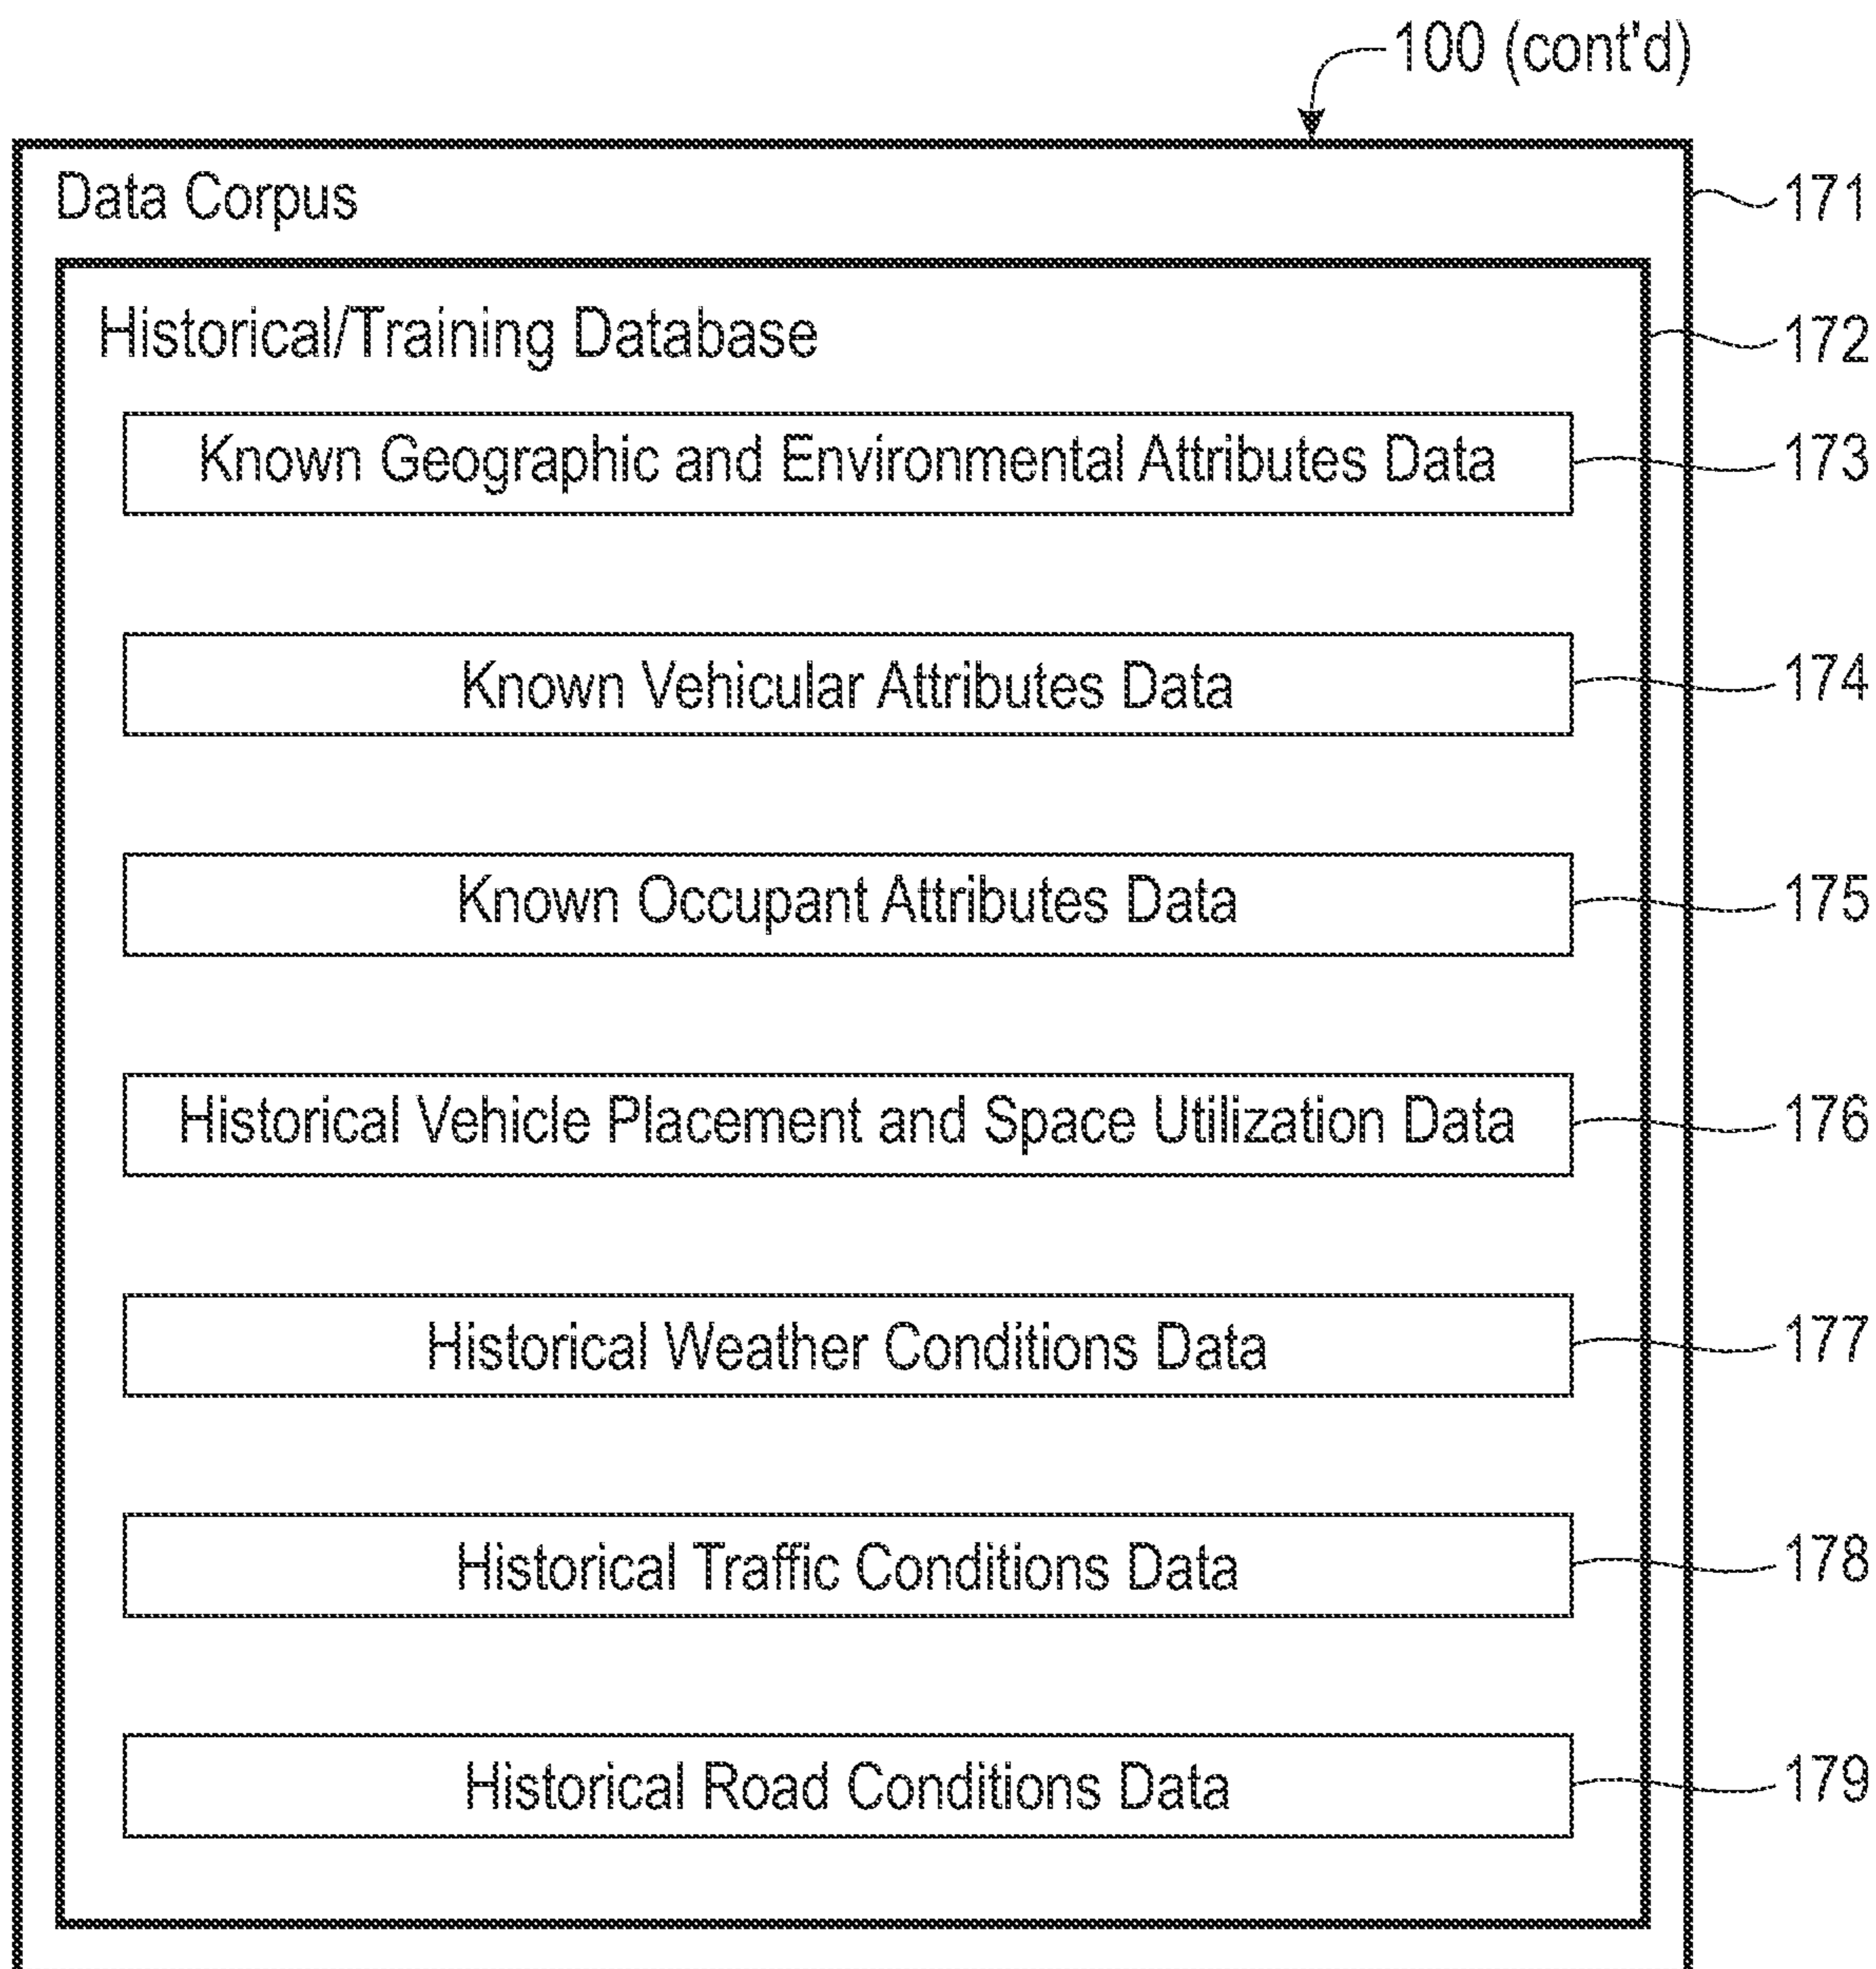 100 (cont'd)
Data Corpus
171
Historical/Training Database
172
Known Geographic and Environmental Attributes Data
173
Known Vehicular Attributes Data
174
Known Occupant Attributes Data
175
Historical Vehicle Placement and Space Utilization Data
176
Historical Weather Conditions Data
177
Historical Traffic Conditions Data
178
Historical Road Conditions Data
179